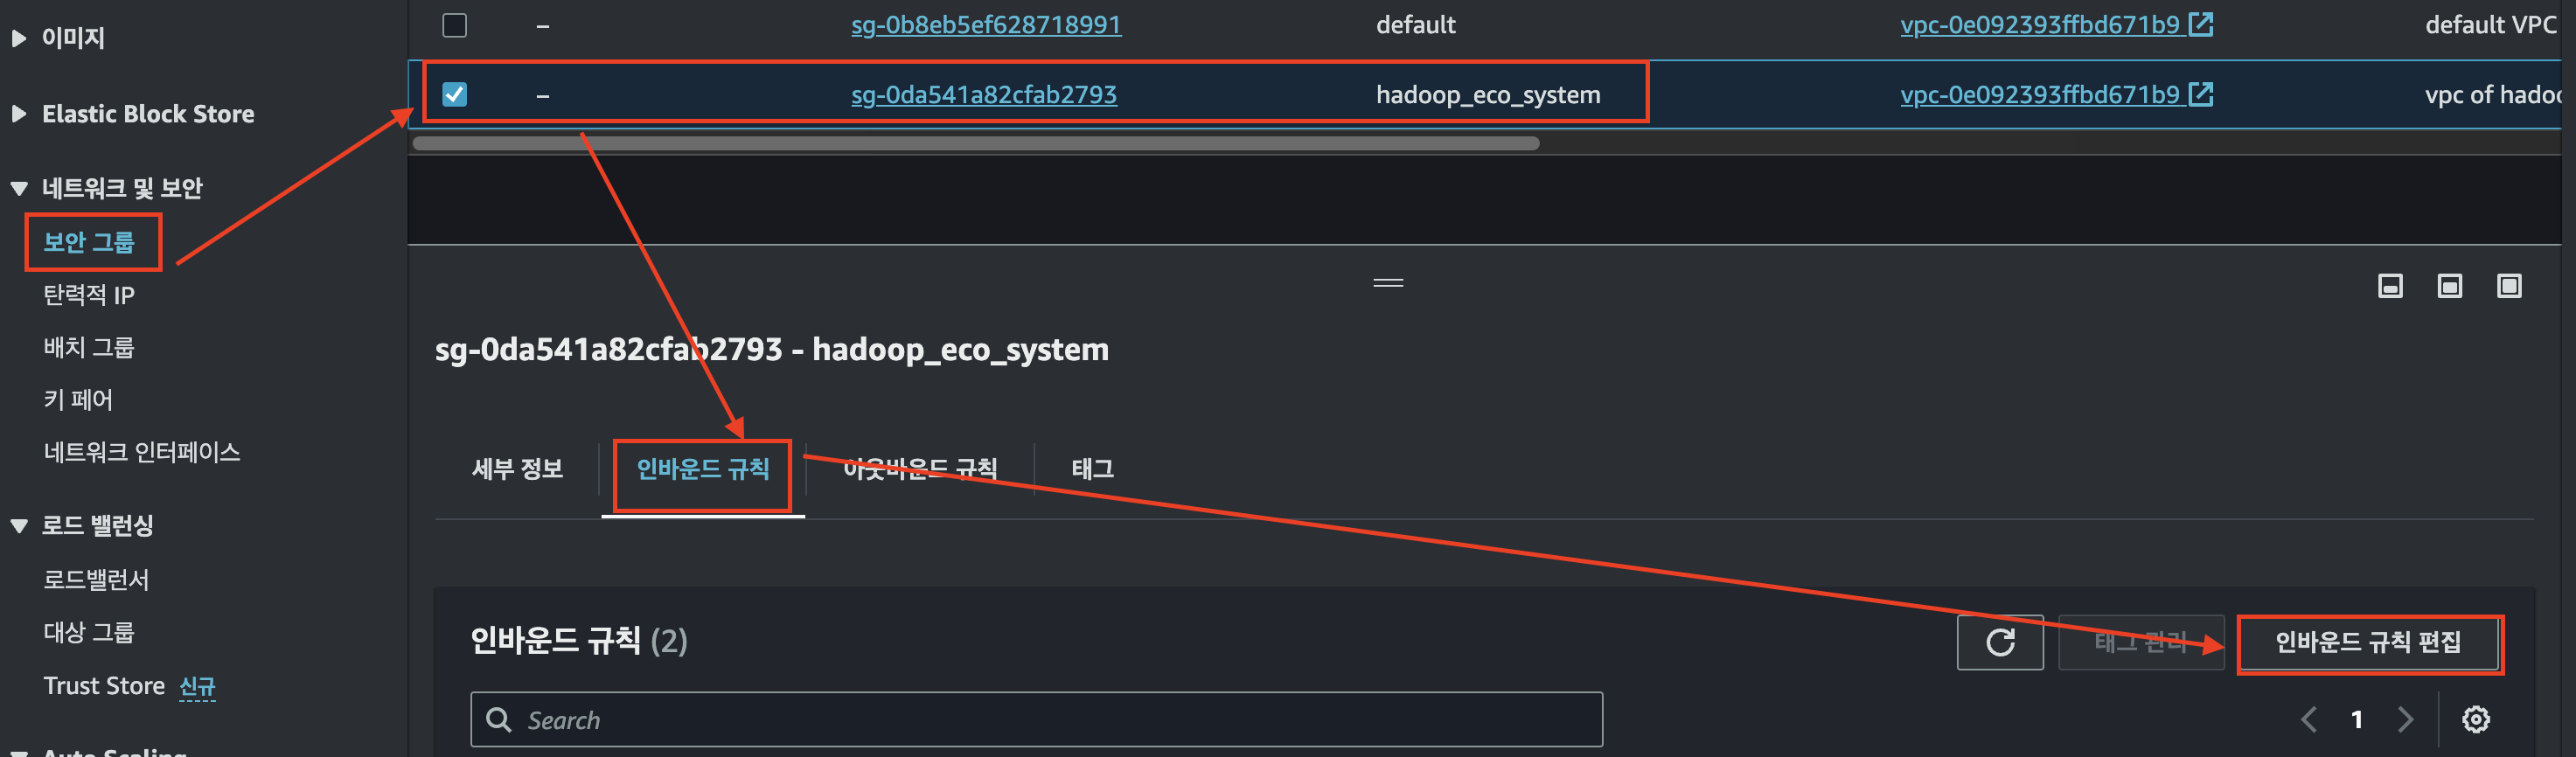 이미지
Elastic Block Store
네트워크 및 보안
보안 그룹
탄력적 IP
배치 그룹
키 페어
네트워크 인터페이스
로드 밸런싱
로드밸런서
대상 그룹
Trust Store 신규
Auto Scaling
– sg-0b8eb5ef628718991 default vpc-0e092393ffbd671b9 default VPC
– sg-0da541a82cfab2793 hadoop_eco_system vpc-0e092393ffbd671b9 vpc of hado
sg-0da541a82cfab2793 - hadoop_eco_system
세부 정보 인바운드 규칙 아웃바운드 규칙 태그
인바운드 규칙 (2) 태그 관리 인바운드 규칙 편집
Search 1